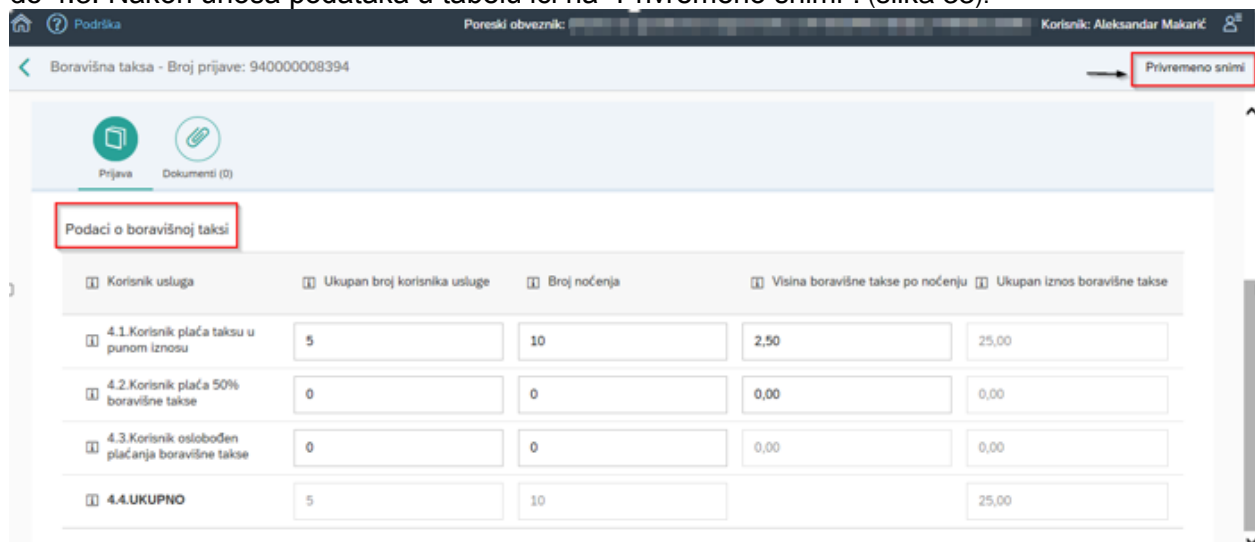 Podrška Poreski obveznik: Korisnik: Aleksandar Makarić
Boravišna taksa - Broj prijave: 940000008394 Privremeno snimi
Prijava Dokumenti (0)
Podaci o boravišnoj taksi
Korisnik usluga Ukupan broj korisnika usluge Broj noćenja Visina boravišne takse po noćenju Ukupan iznos boravišne takse
4.1.Korisnik plaća taksu u
punom iznosu 5 10 2,50 25,00
4.2.Korisnik plaća 50%
boravišne takse 0 0 0,00 0,00
4.3.Korisnik oslobođen
plaćanja boravišne takse 0 0 0,00 0,00
4.4.UKUPNO 5 10 25,00